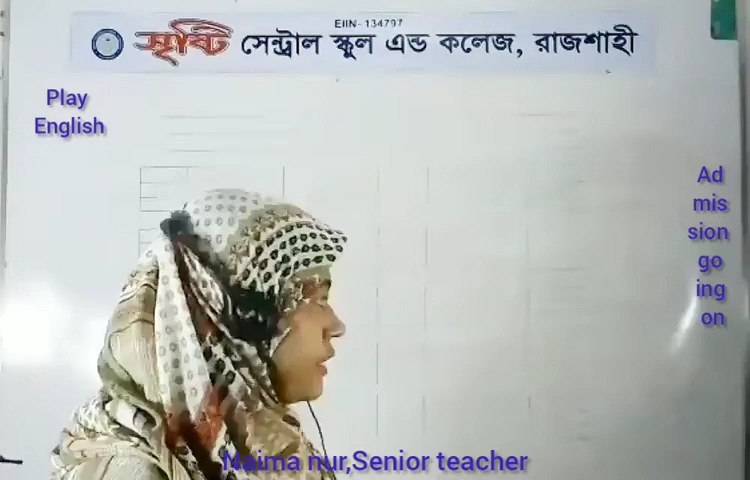 EIIN- 134797
সৃষ্টি সেন্ট্রাল স্কুল এন্ড কলেজ, রাজশাহী
Play
English
Ad
mis
sion
go
ing
on
Naima nur,Senior teacher